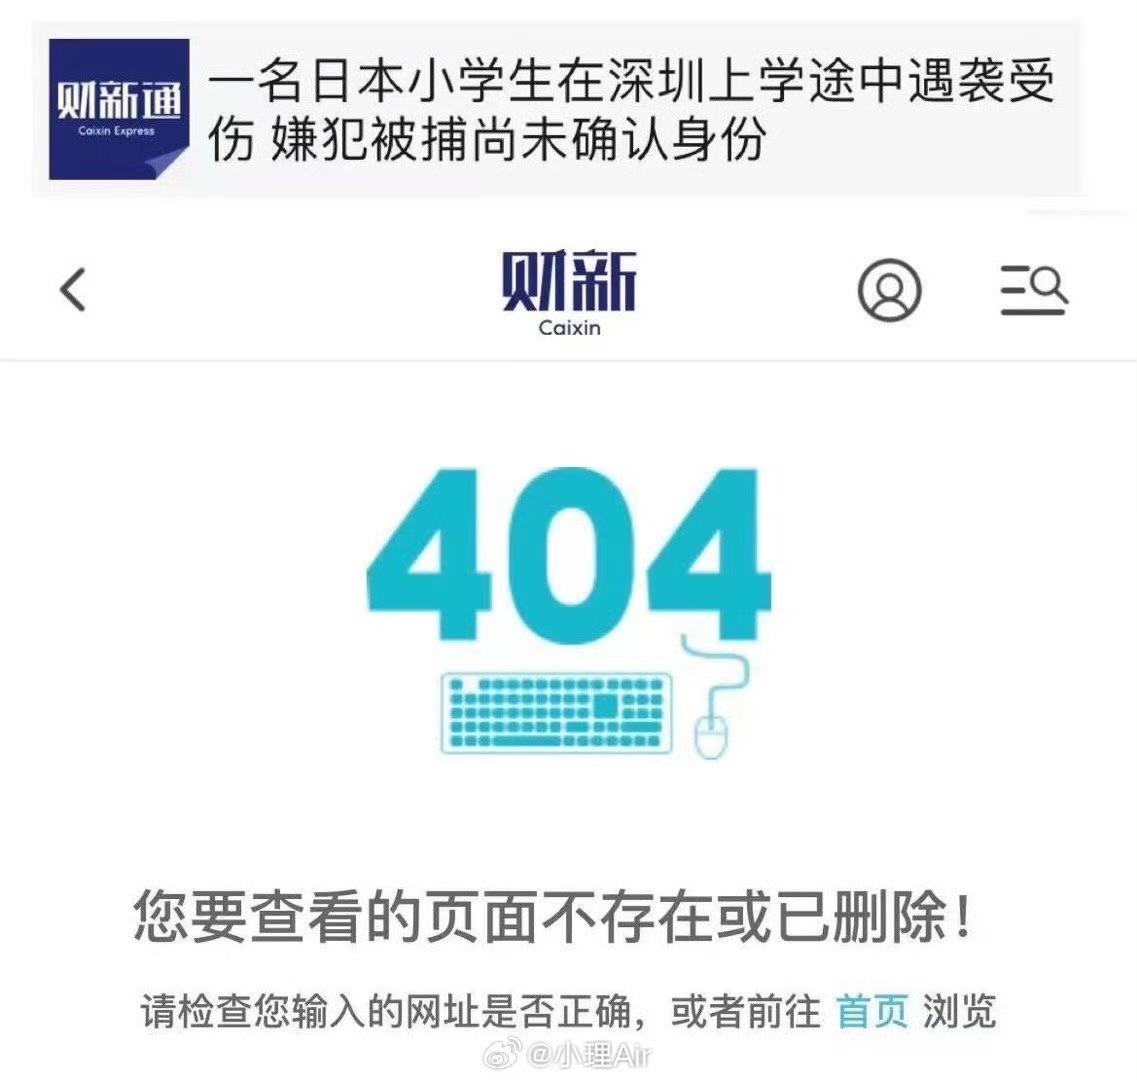 财新通
Caixin Express
一名日本小学生在深圳上学途中遇袭受
伤 嫌犯被捕尚未确认身份
财新
Caixin
404
您要查看的页面不存在或已删除！
请检查您输入的网址是否正确，或者前往 首页 浏览
@小理Air